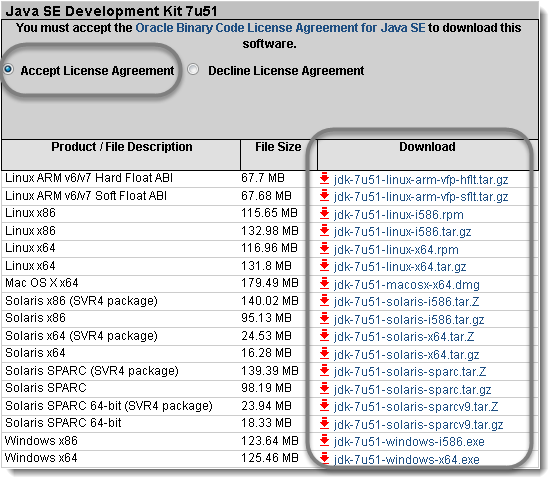 Java SE Development Kit 7u51
You must accept the Oracle Binary Code License Agreement for Java SE to download this
software.
Accept License Agreement Decline License Agreement
Product / File Description File Size Download
Linux ARM v6/v7 Hard Float ABI 67.7 MB jdk-7u51-linux-arm-vfp-hflt.tar.gz
Linux ARM v6/v7 Soft Float ABI 67.68 MB jdk-7u51-linux-arm-vfp-sflt.tar.gz
Linux x86 115.65 MB jdk-7u51-linux-i586.rpm
Linux x86 132.98 MB jdk-7u51-linux-i586.tar.gz
Linux x64 116.96 MB jdk-7u51-linux-x64.rpm
Linux x64 131.8 MB jdk-7u51-linux-x64.tar.gz
Mac OS X x64 179.49 MB jdk-7u51-macosx-x64.dmg
Solaris x86 (SVR4 package) 140.02 MB jdk-7u51-solaris-i586.tar.Z
Solaris x86 95.13 MB jdk-7u51-solaris-i586.tar.gz
Solaris x64 (SVR4 package) 24.53 MB jdk-7u51-solaris-x64.tar.Z
Solaris x64 16.28 MB jdk-7u51-solaris-x64.tar.gz
Solaris SPARC (SVR4 package) 139.39 MB jdk-7u51-solaris-sparc.tar.Z
Solaris SPARC 98.19 MB jdk-7u51-solaris-sparc.tar.gz
Solaris SPARC 64-bit (SVR4 package) 23.94 MB jdk-7u51-solaris-sparcv9.tar.Z
Solaris SPARC 64-bit 18.33 MB jdk-7u51-solaris-sparcv9.tar.gz
Windows x86 123.64 MB jdk-7u51-windows-i586.exe
Windows x64 125.46 MB jdk-7u51-windows-x64.exe